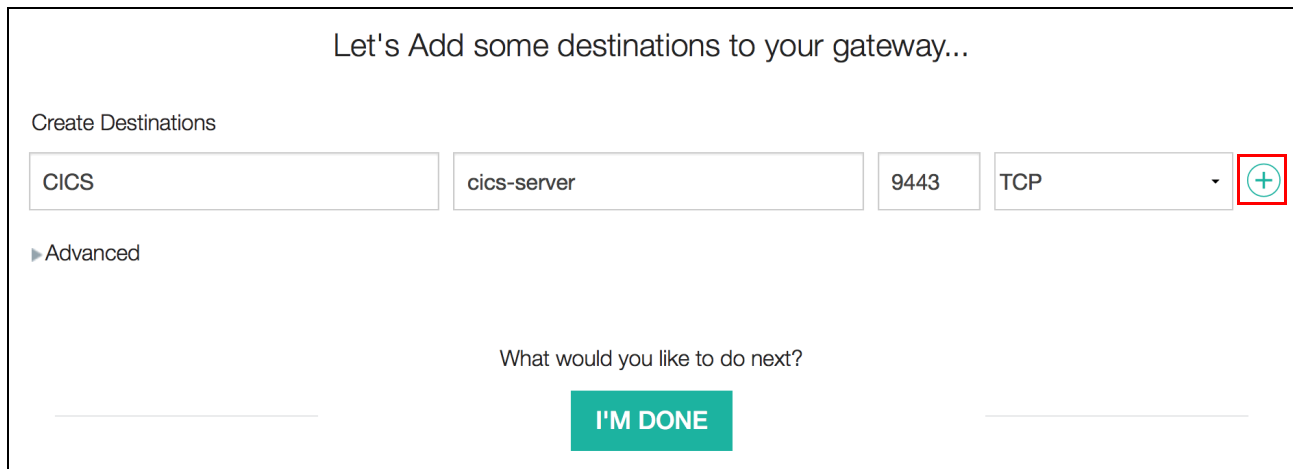 Let's Add some destinations to your gateway...
Create Destinations
CICS cics-server 9443 TCP
Advanced
What would you like to do next?
I'M DONE